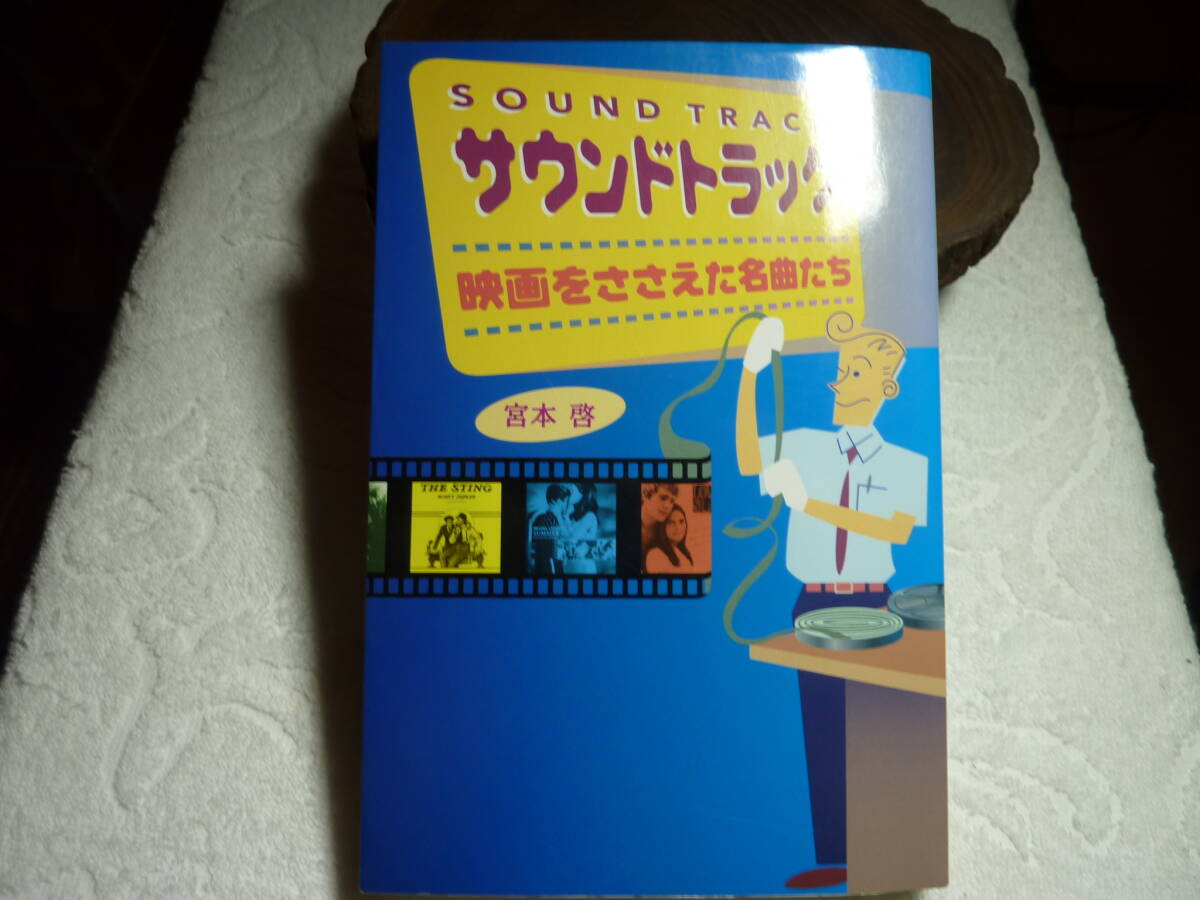 SOUND TRAC
サウンドトラック
映画をささえた名曲たち
宮本 啓
THE STING